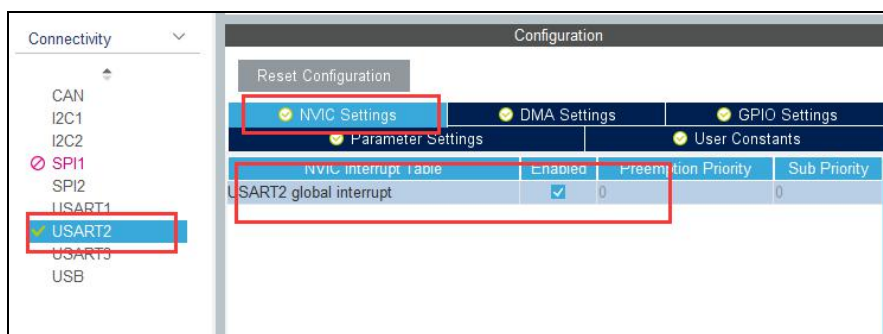 Connectivity
CAN
I2C1
I2C2
SPI1
SPI2
USART1
USART2
USART3
USB
Configuration
Reset Configuration
NVIC Settings
DMA Settings
GPIO Settings
Parameter Settings
User Constants
NVIC Interrupt Table
Enabled
Preemption Priority
Sub Priority
USART2 global interrupt
0
0